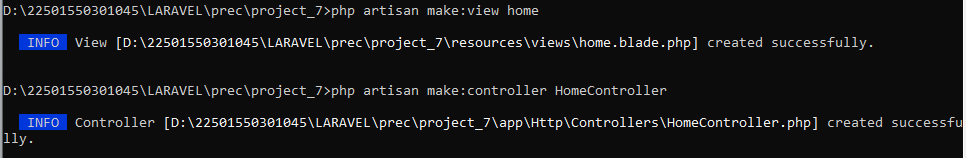 D:\22501550301045\LARAVEL\prec\project_7>php artisan make:view home
INFO View [D:\22501550301045\LARAVEL\prec\project_7\resources\views\home.blade.php] created successfully.
D:\22501550301045\LARAVEL\prec\project_7>php artisan make:controller HomeController
INFO Controller [D:\22501550301045\LARAVEL\prec\project_7\app\Http\Controllers\HomeController.php] created successfu
lly.